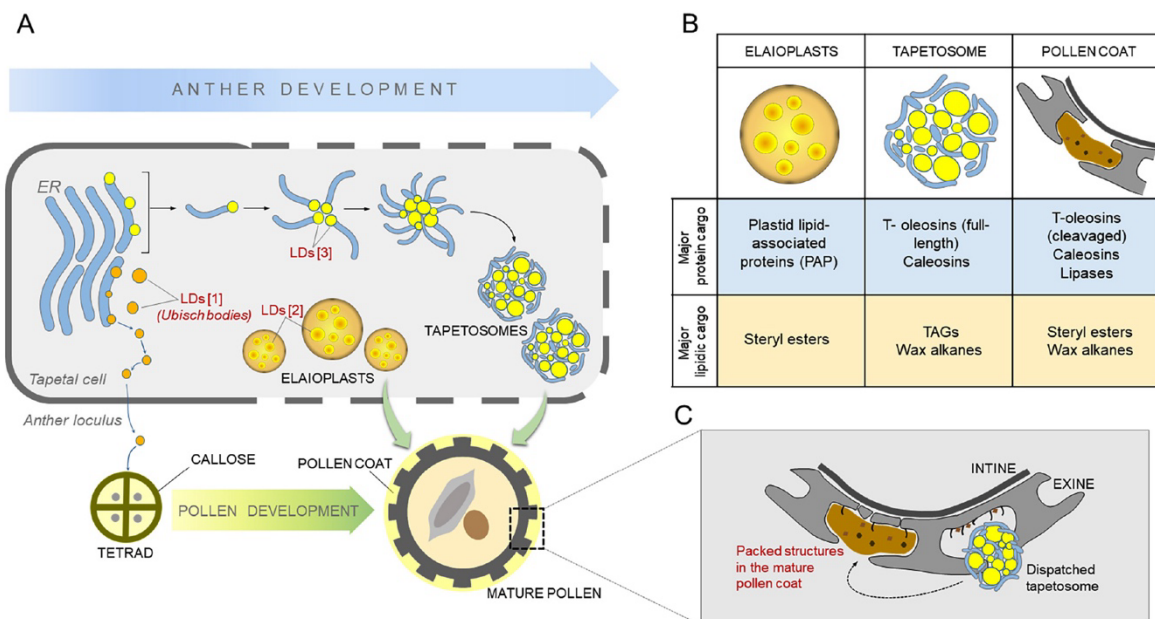 A
ANTHER DEVELOPMENT
ER
LDs [3]
LDs [1]
(Ubisch bodies)
LDs [2]
TAPETOSOMES
ELAIOPLASTS
Tapetal cell
Anther loculus
CALLOSE
POLLEN COAT
POLLEN DEVELOPMENT
TETRAD
MATURE POLLEN
B
ELAIOPLASTS
TAPETOSOME
POLLEN COAT
Major
protein cargo
Plastid lipid-
associated
proteins (PAP)
T- oleosins (full-
length)
Caleosins
T-oleosins
(cleavaged)
Caleosins
Lipases
Major
lipidic cargo
Steryl esters
TAGs
Wax alkanes
Steryl esters
Wax alkanes
C
INTINE
EXINE
Packed structures
in the mature
pollen coat
Dispatched
tapetosome